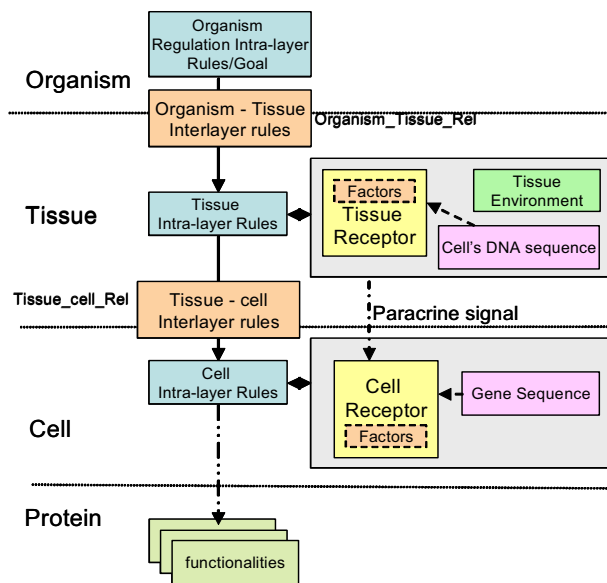 Organism
Regulation Intra-layer
Rules/Goal
Organism
Organism - Tissue
Interlayer rules
Organism_Tissue_Rel
Tissue
Tissue
Intra-layer Rules
Factors
Tissue
Receptor
Tissue
Environment
Cell's DNA sequence
Tissue_cell_Rel
Tissue - cell
Interlayer rules
Paracrine signal
Cell
Intra-layer Rules
Cell
Receptor
Factors
Gene Sequence
Cell
Protein
functionalities